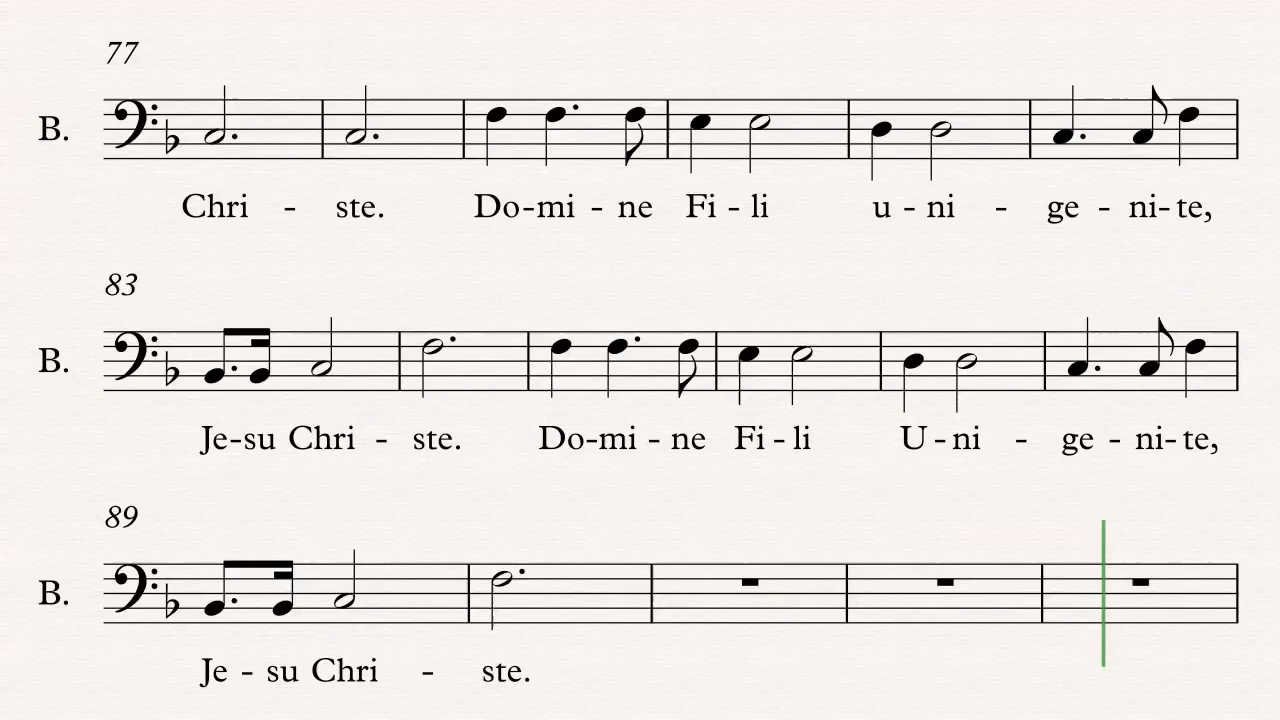 77
B.
Chri - ste. Do-mi - ne Fi - li u - ni - ge - ni- te,
83
B.
Je-su Chri - ste. Do-mi - ne Fi - li U - ni - ge - ni- te,
89
B.
Je - su Chri - ste.